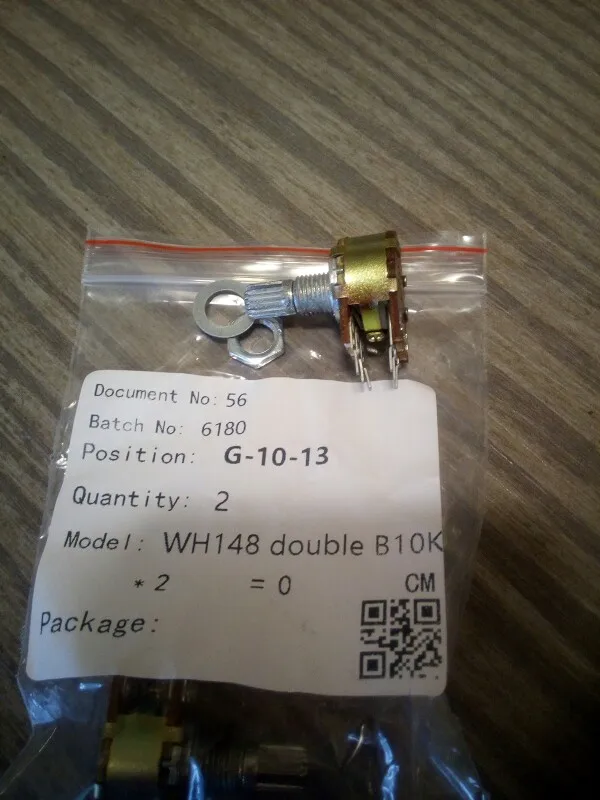 Document No: 56
Batch No: 6180
Position: G-10-13
Quantity: 2
Model: WH148 double B10K
* 2 = 0 CM
Package: